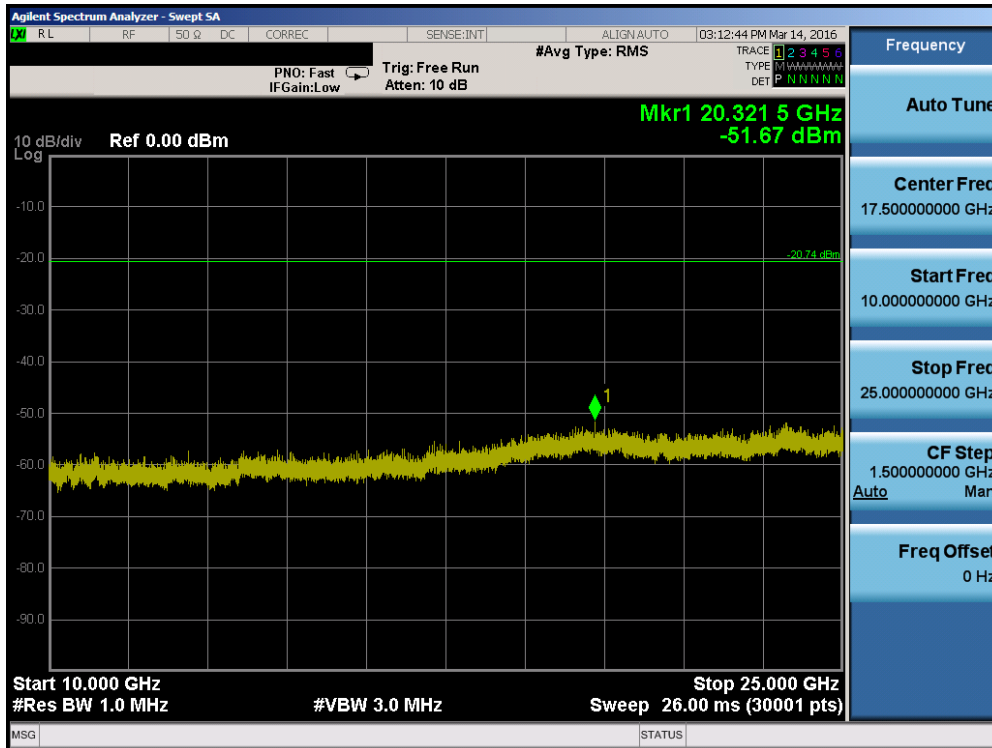 Agilent Spectrum Analyzer - Swept SA
LXI RL RF 50 Ω DC CORREC SENSE:INT ALIGN AUTO 03:12:44 PM Mar 14, 2016
#Avg Type: RMS TRACE 1 2 3 4 5 6
PNO: Fast Trig: Free Run TYPE M
IFGain:Low Atten: 10 dB DET P N N N N N
Mkr1 20.321 5 GHz
-51.67 dBm
10 dB/div Ref 0.00 dBm
Log
-10.0
-20.0
-20.74 dBm
-30.0
-40.0
-50.0
1
-60.0
-70.0
-80.0
-90.0
Start 10.000 GHz Stop 25.000 GHz
#Res BW 1.0 MHz #VBW 3.0 MHz Sweep 26.00 ms (30001 pts)
MSG STATUS
Frequency
Auto Tune
Center Freq
17.500000000 GHz
Start Freq
10.000000000 GHz
Stop Freq
25.000000000 GHz
CF Step
1.500000000 GHz
Auto Man
Freq Offset
0 Hz